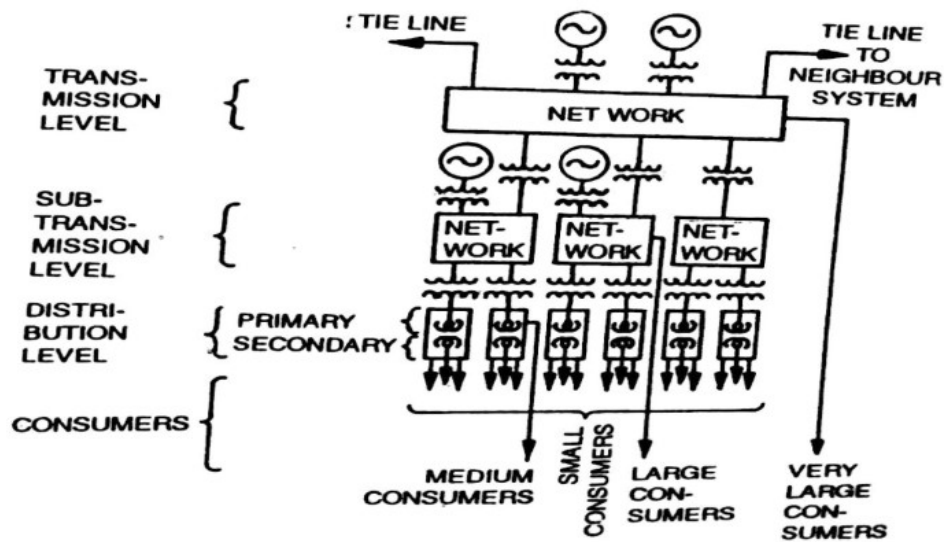 : TIE LINE
TIE LINE
TO
NEIGHBOUR
SYSTEM
TRANS-
MISSION
LEVEL
NET WORK
SUB-
TRANS-
MISSION
LEVEL
NET-
WORK
NET-
WORK
NET-
WORK
DISTRI-
BUTION
LEVEL
PRIMARY
SECONDARY
CONSUMERS
MEDIUM
CONSUMERS
SMALL
CONSUMERS
LARGE
CON-
SUMERS
VERY
LARGE
CON-
SUMERS